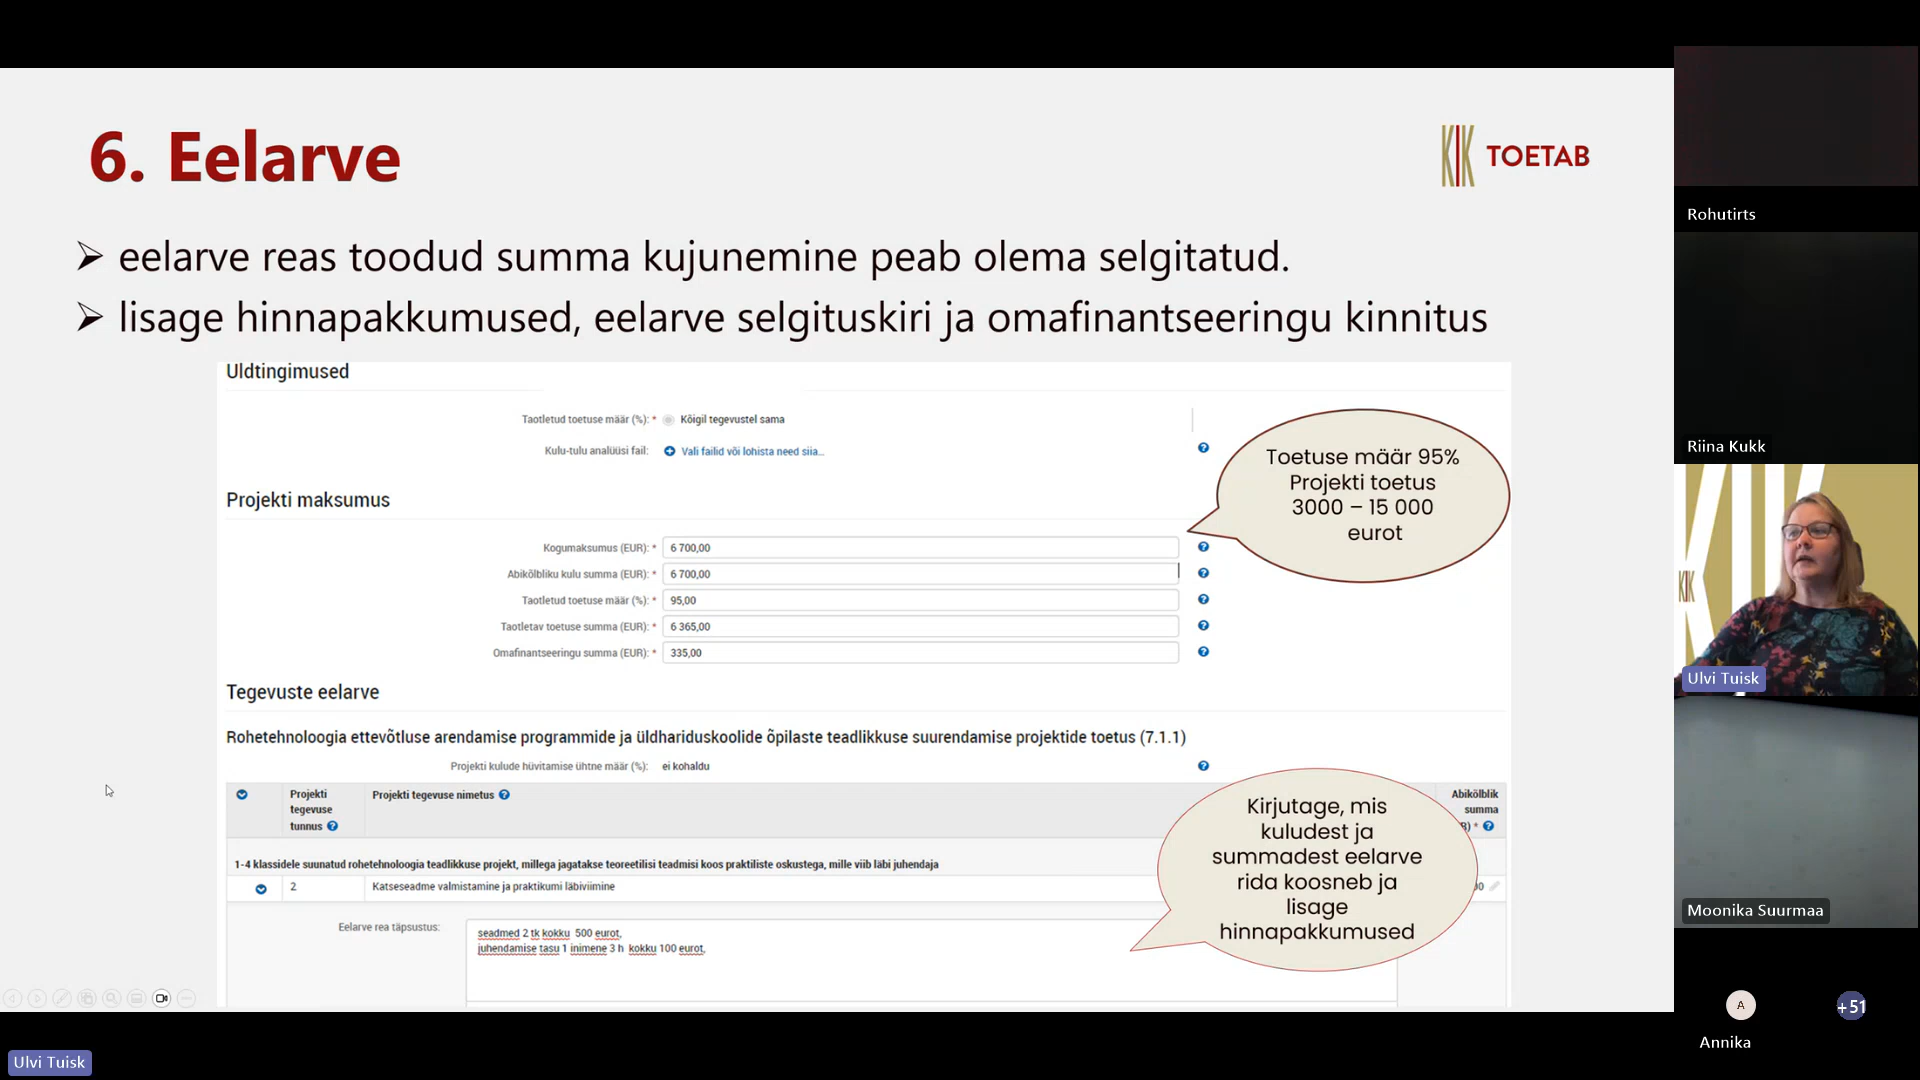 6. Eelarve
KIK TOETAB
eelarve reas toodud summa kujunemine peab olema selgitatud.
lisage hinnapakkumused, eelarve selgituskiri ja omafinantseeringu kinnitus
Uldtingimused
Taotletud toetuse määr (%): * Kõigil tegevustel sama
Kulu-tulu analüüsi fail: Vali failid või lohista need siia...
Toetuse määr 95%
Projekti toetus
3000 – 15 000
eurot
Projekti maksumus
Kogumaksumus (EUR): * 6 700,00
Abikõlbliku kulu summa (EUR): * 6 700,00
Taotletud toetuse määr (%): * 95,00
Taotletav toetuse summa (EUR): * 6 365,00
Omafinantseeringu summa (EUR): * 335,00
Tegevuste eelarve
Rohetehnoloogia ettevõtluse arendamise programmide ja üldhariduskoolide õpilaste teadlikkuse suurendamise projektide toetus (7.1.1)
Projekti kulude hüvitamise ühtne määr (%): ei kohaldu
Projekti
tegevuse
tunnus
Projekti tegevuse nimetus
Abikõlblik
summa
R) *
1-4 klassidele suunatud rohetehnoloogia teadlikkuse projekt, millega jagatakse teoreetilisi teadmisi koos praktiliste oskustega, mille viib läbi juhendaja
2 Katseseadme valmistamine ja praktikumi läbiviimine
Eelarve rea täpsustus:
seadmed 2 tk kokku 500 eurot,
juhendamise tasu 1 inimene 3 h kokku 100 eurot,
Kirjutage, mis
kuludest ja
summadest eelarve
rida koosneb ja
lisage
hinnapakkumused
Rohutirts
Riina Kukk
Ulvi Tuisk
Moonika Suurmaa
A
+51
Annika
Ulvi Tuisk